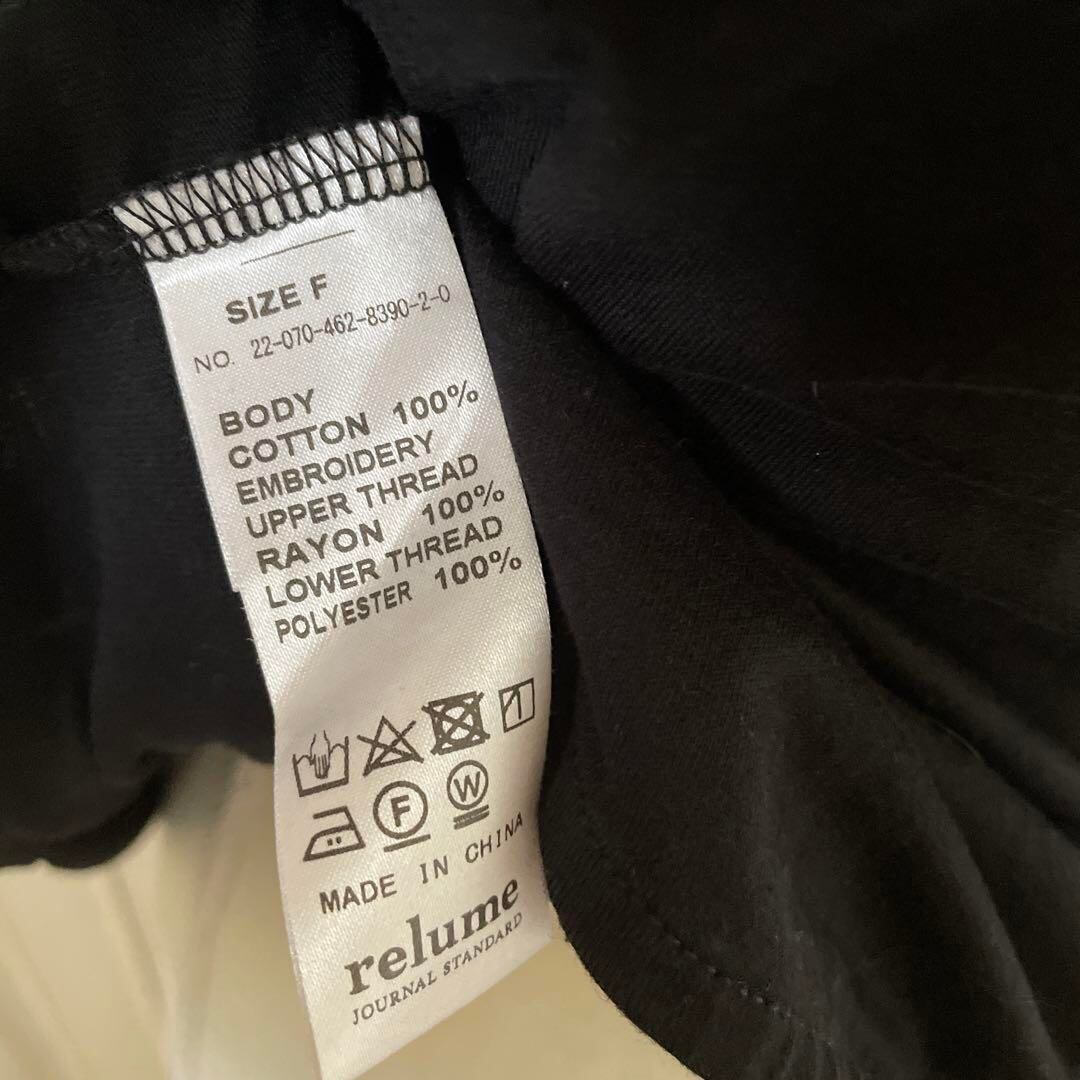 SIZE F
NO. 22-070-462-8390-2-0
BODY
COTTON 100%
EMBROIDERY
UPPER THREAD
RAYON 100%
LOWER THREAD
POLYESTER 100%
F W
MADE IN CHINA
relume
JOURNAL STANDARD